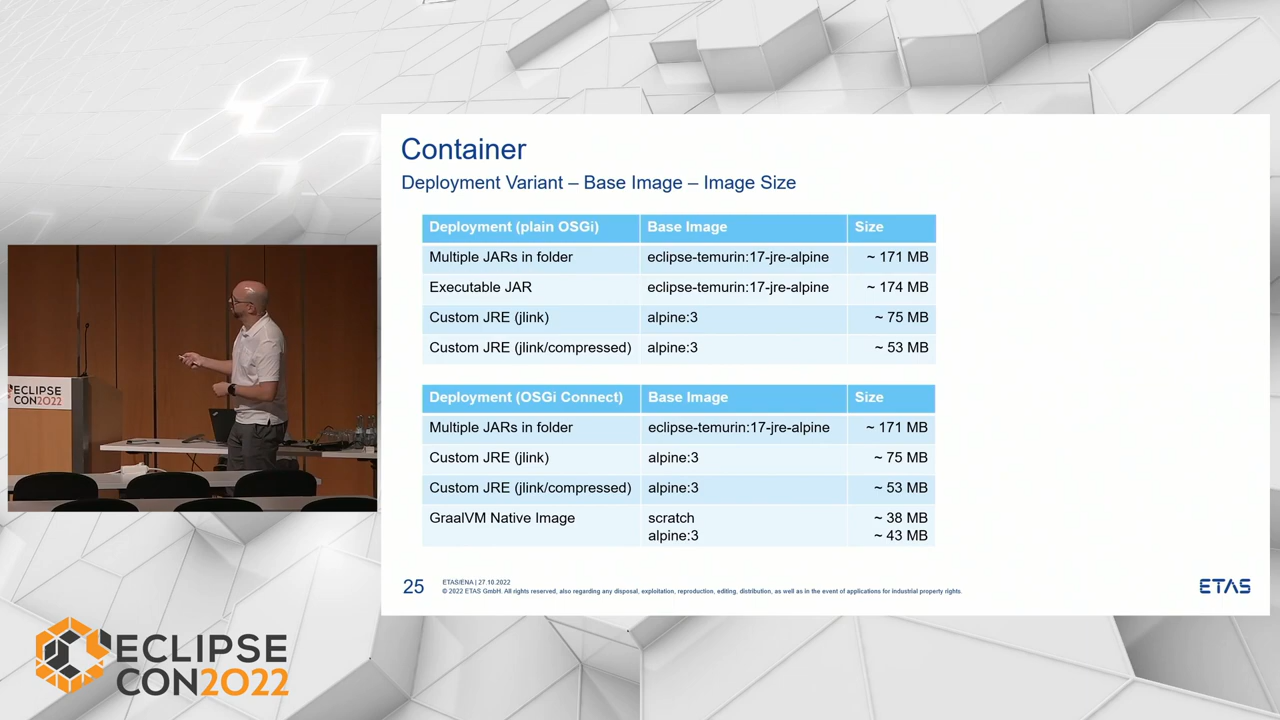 Container
Deployment Variant – Base Image – Image Size
Deployment (plain OSGi) Base Image Size
Multiple JARs in folder eclipse-temurin:17-jre-alpine ~ 171 MB
Executable JAR eclipse-temurin:17-jre-alpine ~ 174 MB
Custom JRE (jlink) alpine:3 ~ 75 MB
Custom JRE (jlink/compressed) alpine:3 ~ 53 MB
Deployment (OSGi Connect) Base Image Size
Multiple JARs in folder eclipse-temurin:17-jre-alpine ~ 171 MB
Custom JRE (jlink) alpine:3 ~ 75 MB
Custom JRE (jlink/compressed) alpine:3 ~ 53 MB
GraalVM Native Image scratch ~ 38 MB
alpine:3 ~ 43 MB
25
ETAS/ENA | 27.10.2022
© 2022 ETAS GmbH. All rights reserved, also regarding any disposal, exploitation, reproduction, editing, distribution, as well as in the event of applications for industrial property rights.
ETAS
ECLIPSE
CON2022
ECLIPSE
CON2022